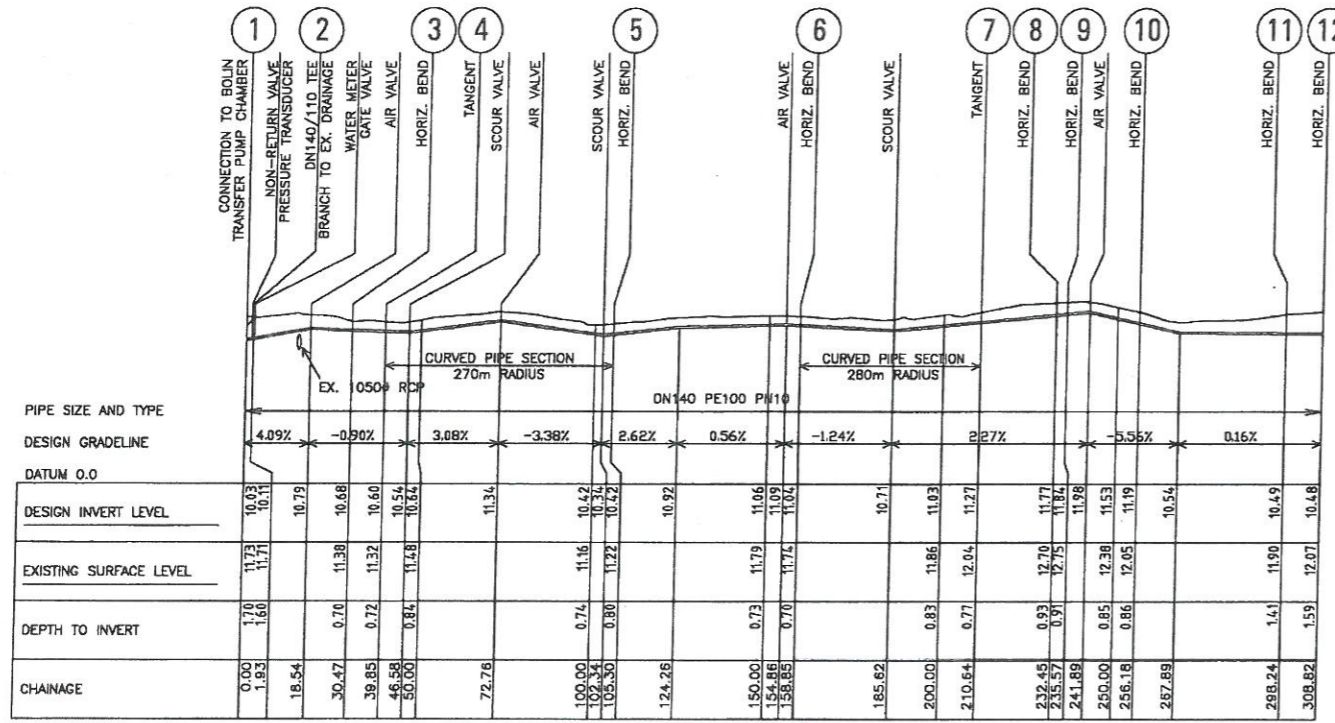 1 2 3 4 5 6 7 8 9 10 11 12
CONNECTION TO BOLIN
TRANSFER PUMP CHAMBER
NON-RETURN VALVE
PRESSURE TRANSDUCER
DN140/110 TEE
BRANCH TO EX. DRAINAGE
WATER METER
GATE VALVE
AIR VALVE
HORIZ. BEND
TANGENT
SCOUR VALVE
AIR VALVE
SCOUR VALVE
HORIZ. BEND
AIR VALVE
HORIZ. BEND
SCOUR VALVE
TANGENT
HORIZ. BEND
HORIZ. BEND
AIR VALVE
HORIZ. BEND
HORIZ. BEND
HORIZ. BEND
CURVED PIPE SECTION
270m RADIUS
CURVED PIPE SECTION
280m RADIUS
EX. 1050ø RCP
PIPE SIZE AND TYPE DN140 PE100 PN10
DESIGN GRADELINE 4.09% -0.90% 3.08% -3.38% 2.62% 0.56% -1.24% 2.27% -5.55% 0.16%
DATUM 0.0
DESIGN INVERT LEVEL 10.03 10.11 10.79 10.68 10.60 10.54 10.64 11.34 10.42 10.34 10.42 10.92 11.06 11.09 11.04 10.71 11.03 11.27 11.77 11.84 11.98 11.53 11.19 10.54 10.49 10.48
EXISTING SURFACE LEVEL 11.73 11.71 11.38 11.32 11.48 11.16 11.22 11.79 11.74 11.86 12.04 12.70 12.75 12.38 12.05 11.90 12.07
DEPTH TO INVERT 1.70 1.60 0.70 0.72 0.84 0.74 0.80 0.73 0.70 0.83 0.77 0.93 0.91 0.85 0.86 1.41 1.59
CHAINAGE 0.00 1.93 18.54 30.47 39.85 46.58 50.00 72.76 100.00 102.34 105.30 124.26 150.00 154.86 158.85 185.62 200.00 210.64 232.45 235.57 241.89 250.00 256.18 267.89 298.24 308.82